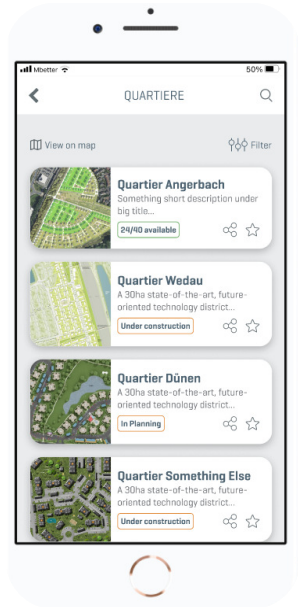 Mbetter
50%
QUARTIERE
View on map
Filter
Quartier Angerbach
Something short description under
big title...
24/40 available
Quartier Wedau
A 30ha state-of-the-art, future-
oriented technology district...
Under construction
Quartier Dünen
A 30ha state-of-the-art, future-
oriented technology district...
In Planning
Quartier Something Else
A 30ha state-of-the-art, future-
oriented technology district...
Under construction